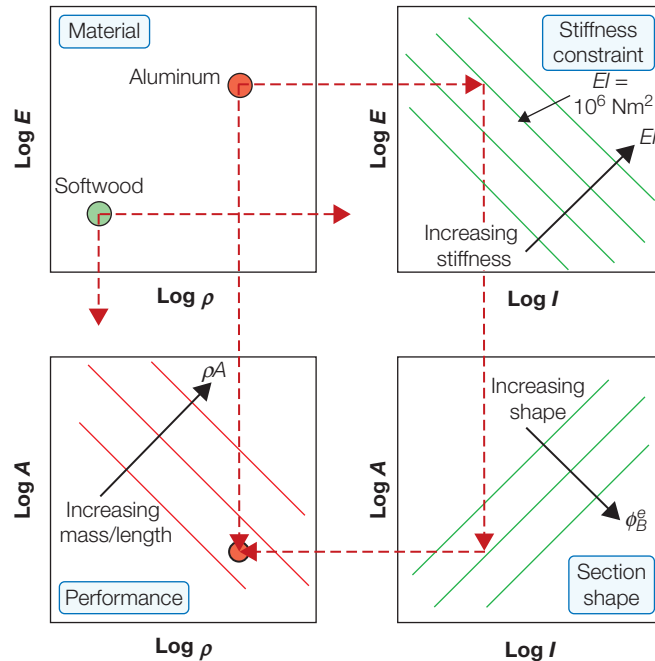 Material
Aluminum
Softwood
Log E
Log ρ
Stiffness
constraint
EI =
10⁶ Nm²
EI
Increasing
stiffness
Log E
Log I
ρA
Increasing
mass/length
Performance
Log A
Log ρ
Increasing
shape
ϕ_B^e
Section
shape
Log A
Log I